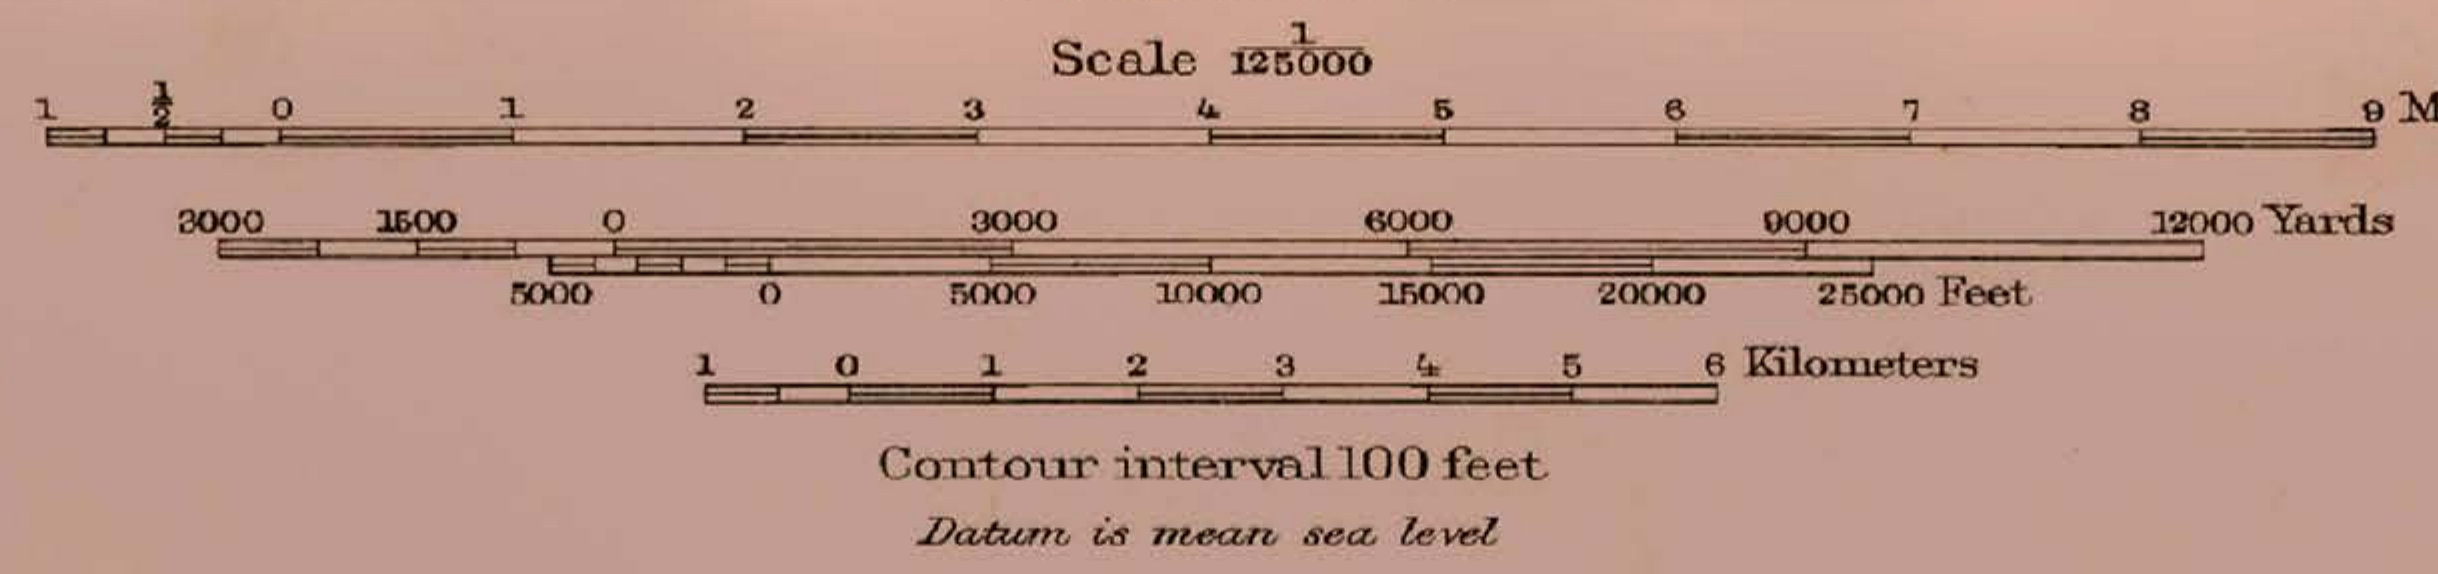 Scale 1/125000
1 1/2 0 1 2 3 4 5 6 7 8 9 M
3000 1500 0 3000 6000 9000 12000 Yards
5000 0 5000 10000 15000 20000 25000 Feet
1 0 1 2 3 4 5 6 Kilometers
Contour interval 100 feet
Datum is mean sea level